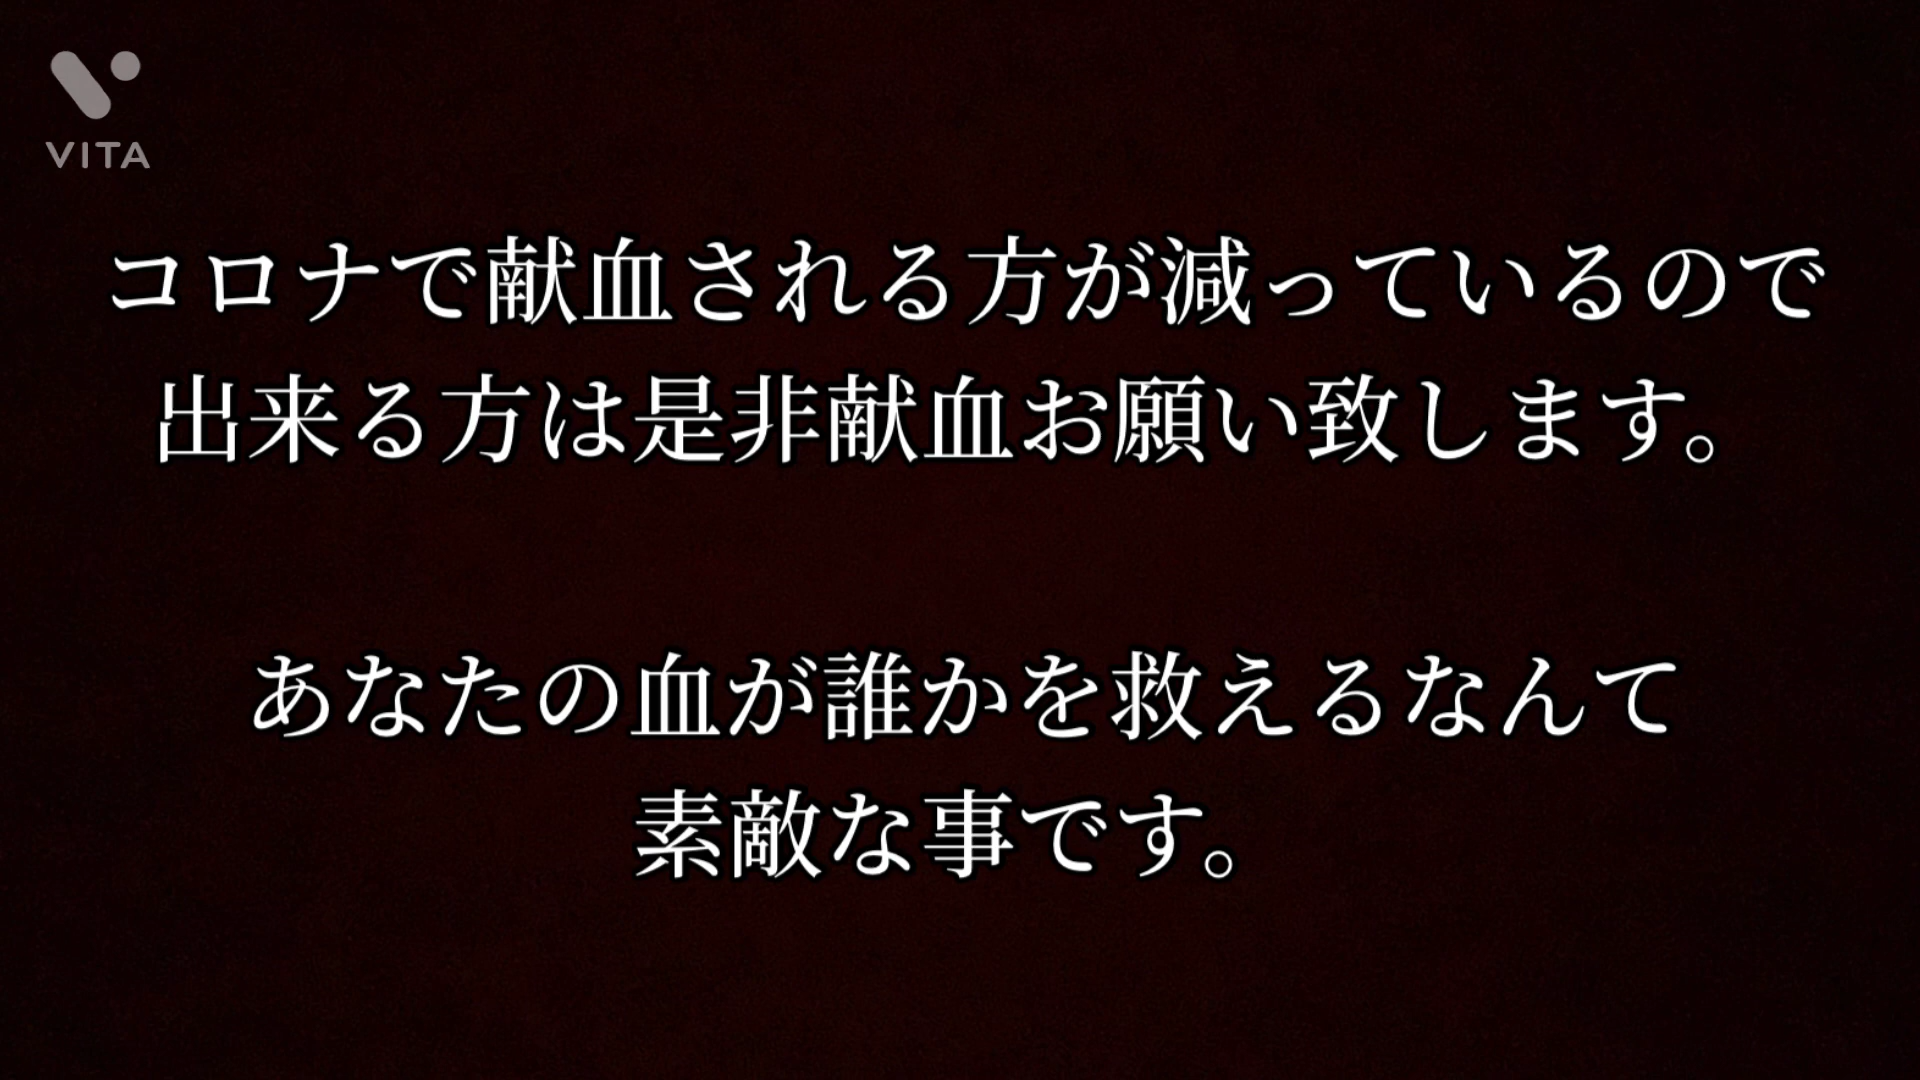 VITA
コロナで献血される方が減っているので
出来る方は是非献血お願い致します。
あなたの血が誰かを救えるなんて
素敵な事です。